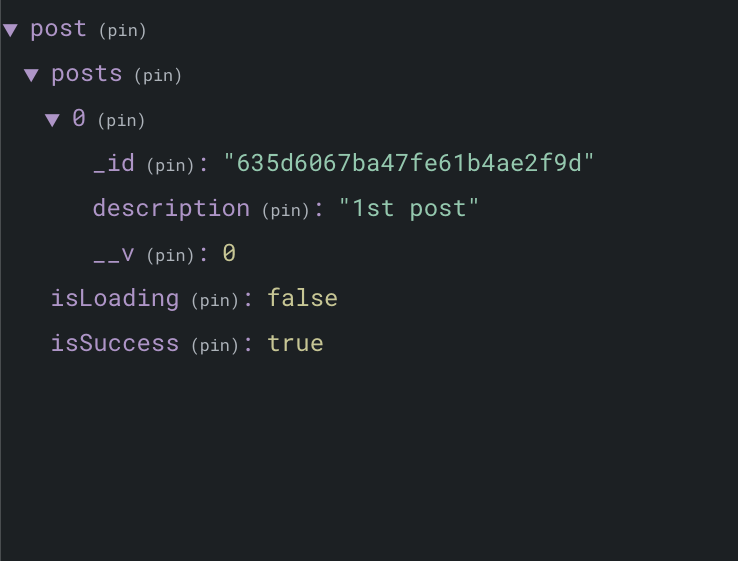 post (pin)
posts (pin)
0 (pin)
_id (pin): "635d6067ba47fe61b4ae2f9d"
description (pin): "1st post"
__v (pin): 0
isLoading (pin): false
isSuccess (pin): true